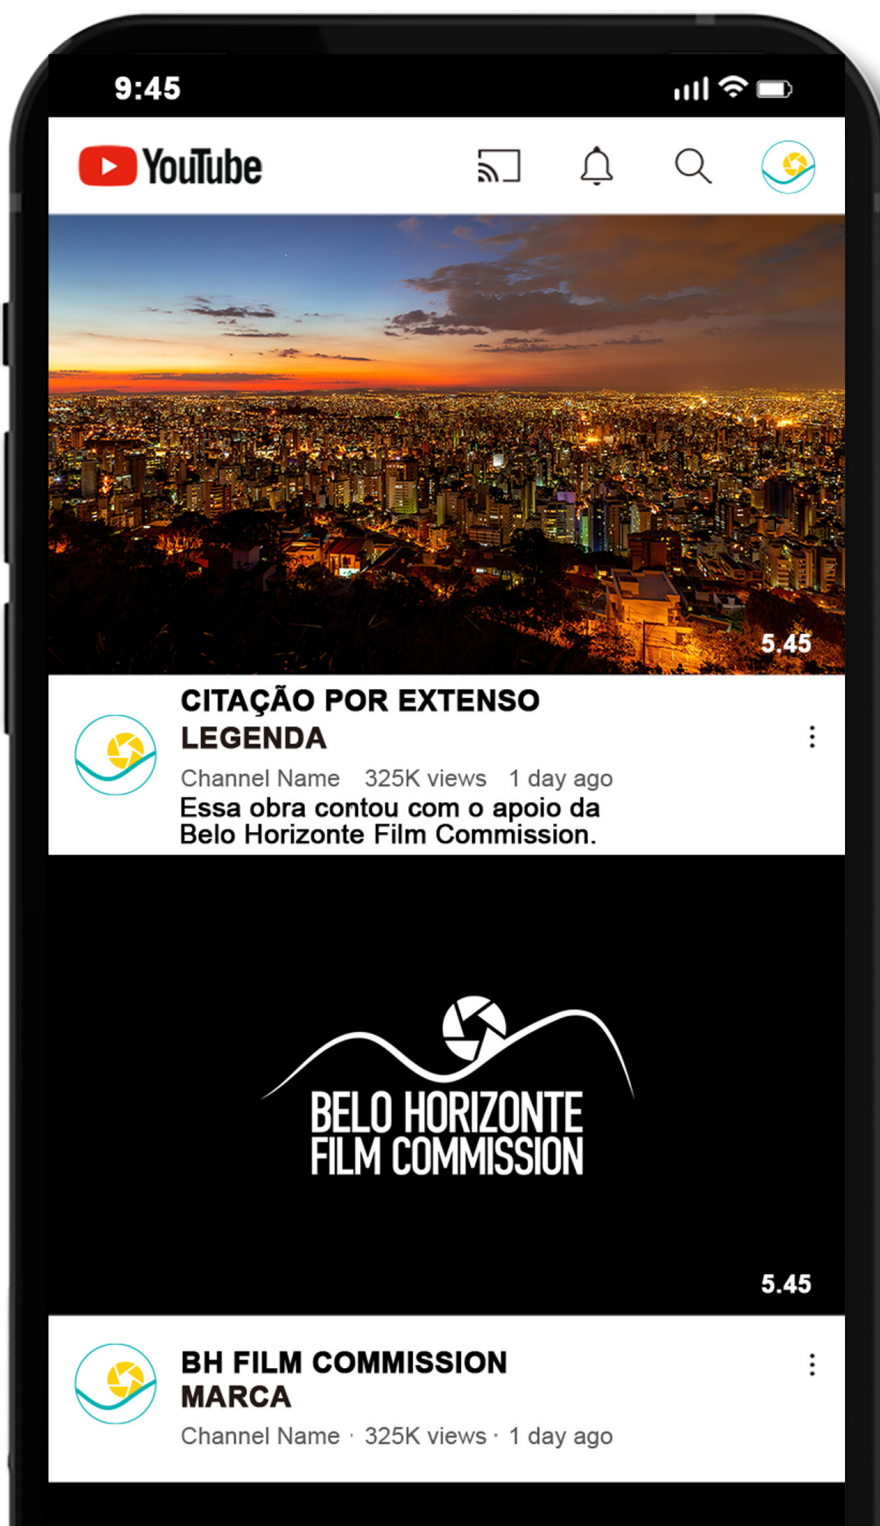 9:45
YouTube
5.45
CITAÇÃO POR EXTENSO
LEGENDA
Channel Name 325K views 1 day ago
Essa obra contou com o apoio da
Belo Horizonte Film Commission.
BELO HORIZONTE
FILM COMMISSION
5.45
BH FILM COMMISSION
MARCA
Channel Name · 325K views · 1 day ago